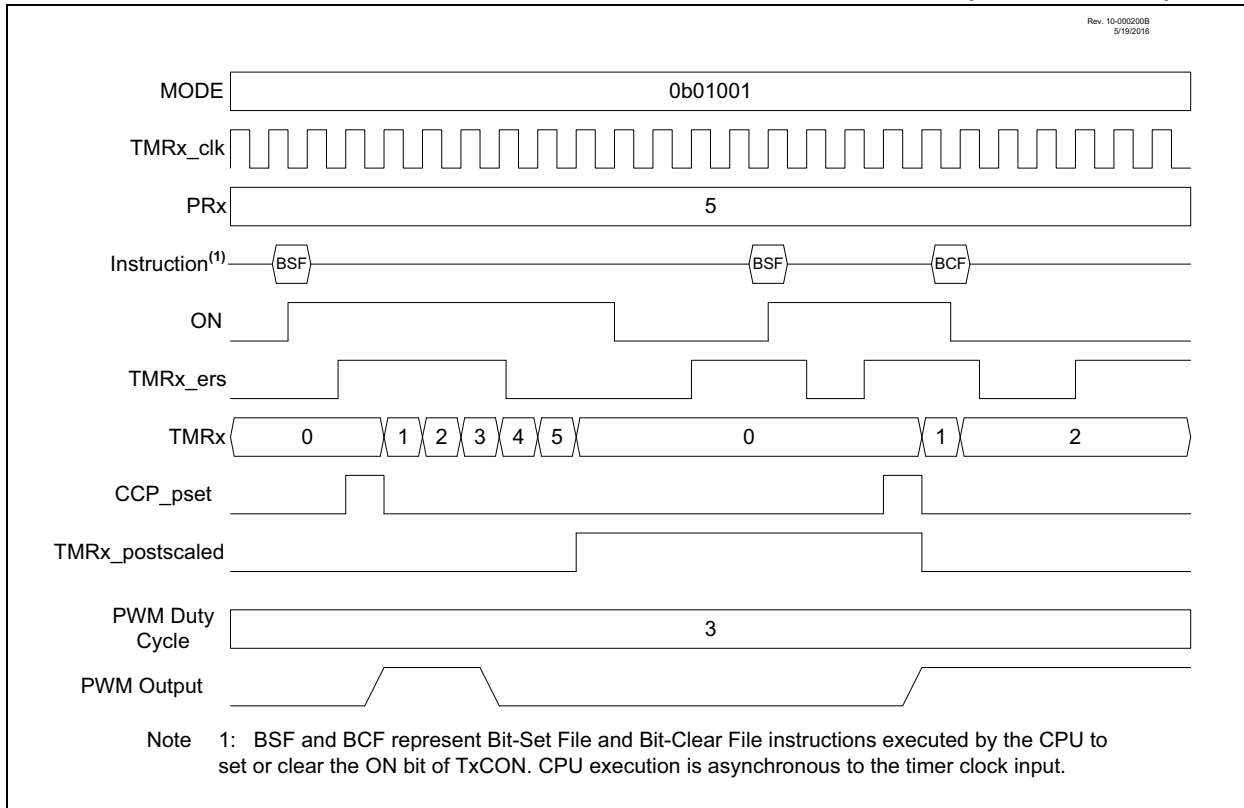 Rev. 10-000200B
5/19/2016
MODE 0b01001
TMRx_clk
PRx 5
Instruction(1) BSF BSF BCF
ON
TMRx_ers
TMRx 0 1 2 3 4 5 0 1 2
CCP_pset
TMRx_postscaled
PWM Duty
Cycle 3
PWM Output
Note 1: BSF and BCF represent Bit-Set File and Bit-Clear File instructions executed by the CPU to
set or clear the ON bit of TxCON. CPU execution is asynchronous to the timer clock input.